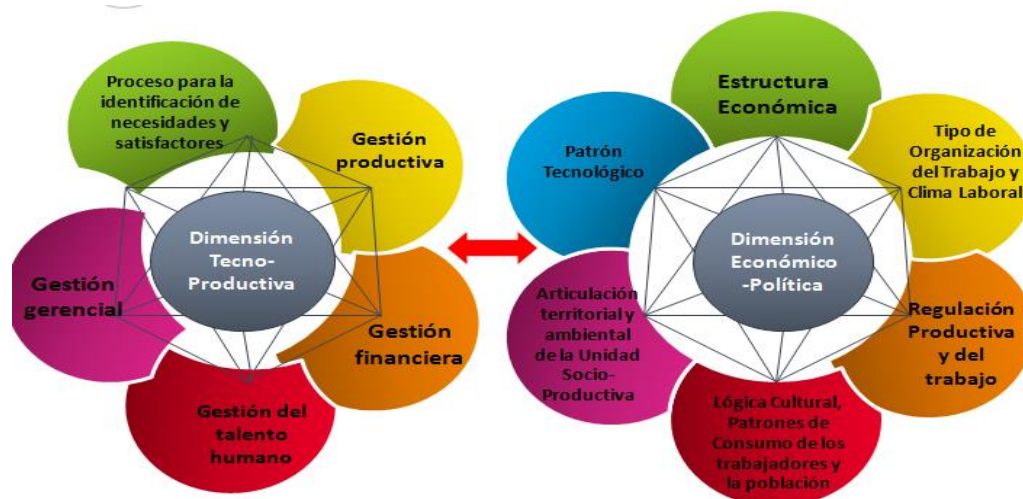 Proceso para la
identificación de
necesidades y
satisfactores
Gestión
productiva
Dimensión
Tecno-
Productiva
Gestión
gerencial
Gestión
financiera
Gestión del
talento
humano
Estructura
Económica
Patrón
Tecnológico
Tipo de
Organización
del Trabajo y
Clima Laboral
Dimensión
Económico
-Política
Articulación
territorial y
ambiental
de la Unidad
Socio-
Productiva
Regulación
Productiva
y del
trabajo
Lógica Cultural,
Patrones de
Consumo de los
trabajadores y
la población